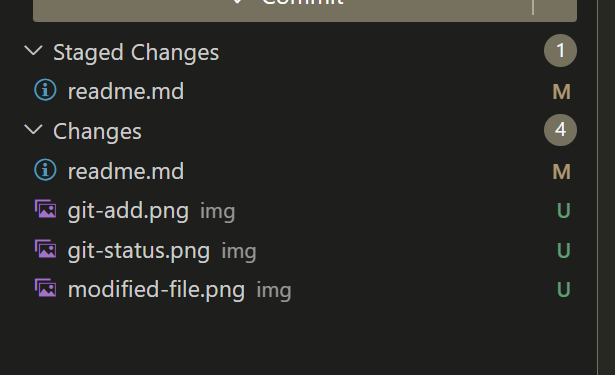 Commit
Staged Changes 1
readme.md M
Changes 4
readme.md M
git-add.png img U
git-status.png img U
modified-file.png img U